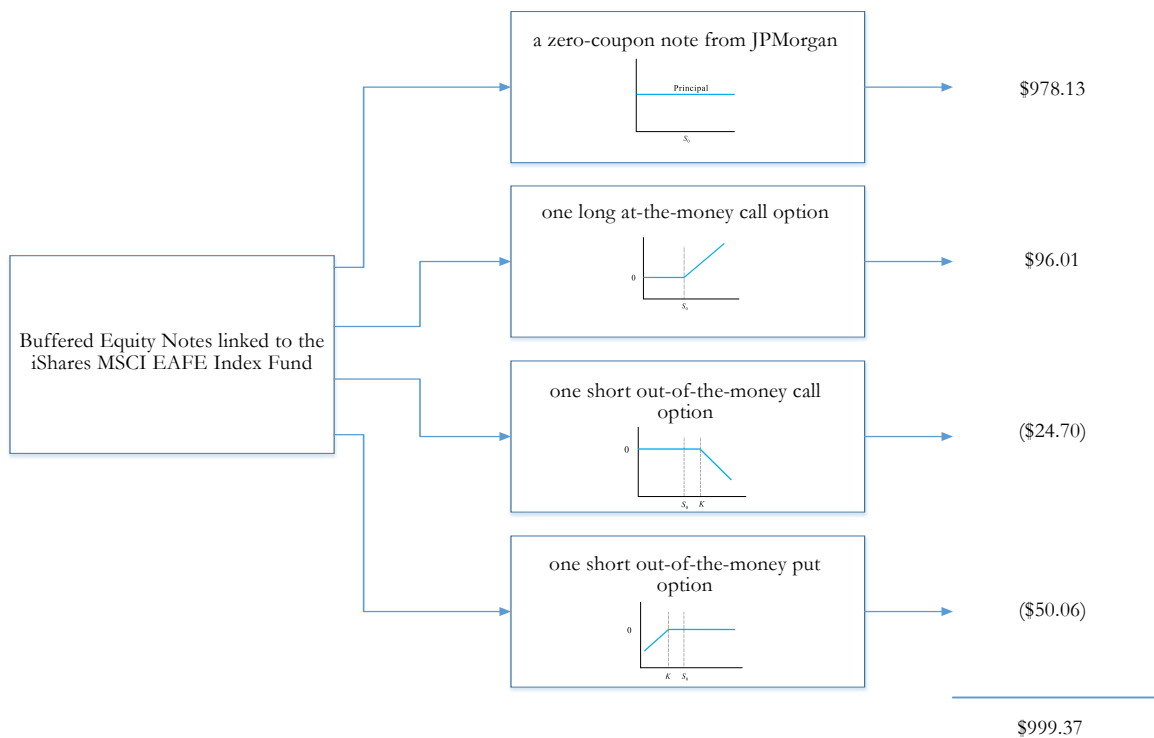 a zero-coupon note from JPMorgan
Principal
S0
$978.13
one long at-the-money call option
0
S0
$96.01
Buffered Equity Notes linked to the
iShares MSCI EAFE Index Fund
one short out-of-the-money call
option
0
S0 K
($24.70)
one short out-of-the-money put
option
0
K S0
($50.06)
$999.37